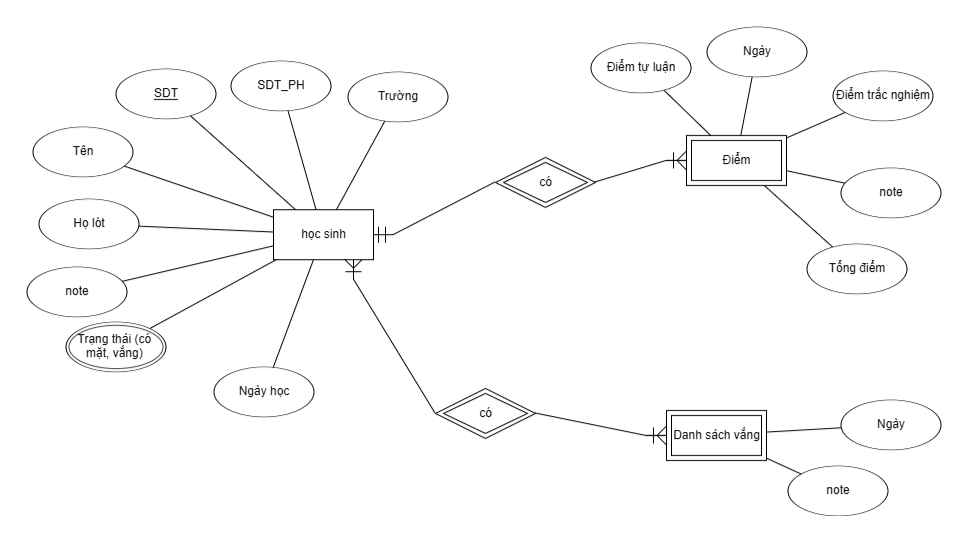 Điểm tự luận
Ngày
SDT
SDT_PH
Trường
Điểm trắc nghiệm
Tên
Điểm
có
note
Họ lót
học sinh
Tổng điểm
note
Trạng thái (có
mặt, vắng)
Ngày học
có
Danh sách vắng
Ngày
note